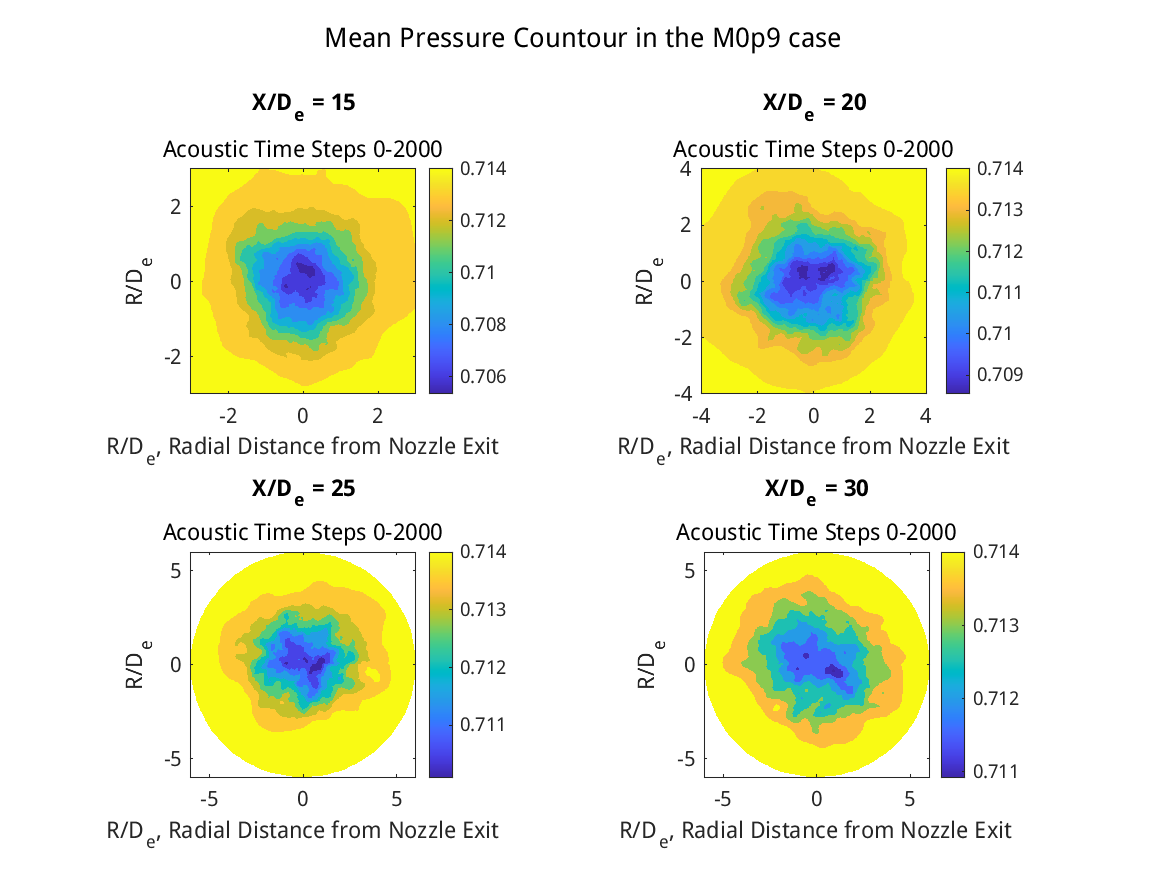 Mean Pressure Countour in the M0p9 case
X/De = 15
Acoustic Time Steps 0-2000
2
0
-2
-2 0 2
R/De
R/De, Radial Distance from Nozzle Exit
0.714
0.712
0.71
0.708
0.706
X/De = 20
Acoustic Time Steps 0-2000
4
2
0
-2
-4
-4 -2 0 2 4
R/De
R/De, Radial Distance from Nozzle Exit
0.714
0.713
0.712
0.711
0.71
0.709
X/De = 25
Acoustic Time Steps 0-2000
5
0
-5
-5 0 5
R/De
R/De, Radial Distance from Nozzle Exit
0.714
0.713
0.712
0.711
X/De = 30
Acoustic Time Steps 0-2000
5
0
-5
-5 0 5
R/De
R/De, Radial Distance from Nozzle Exit
0.714
0.713
0.712
0.711